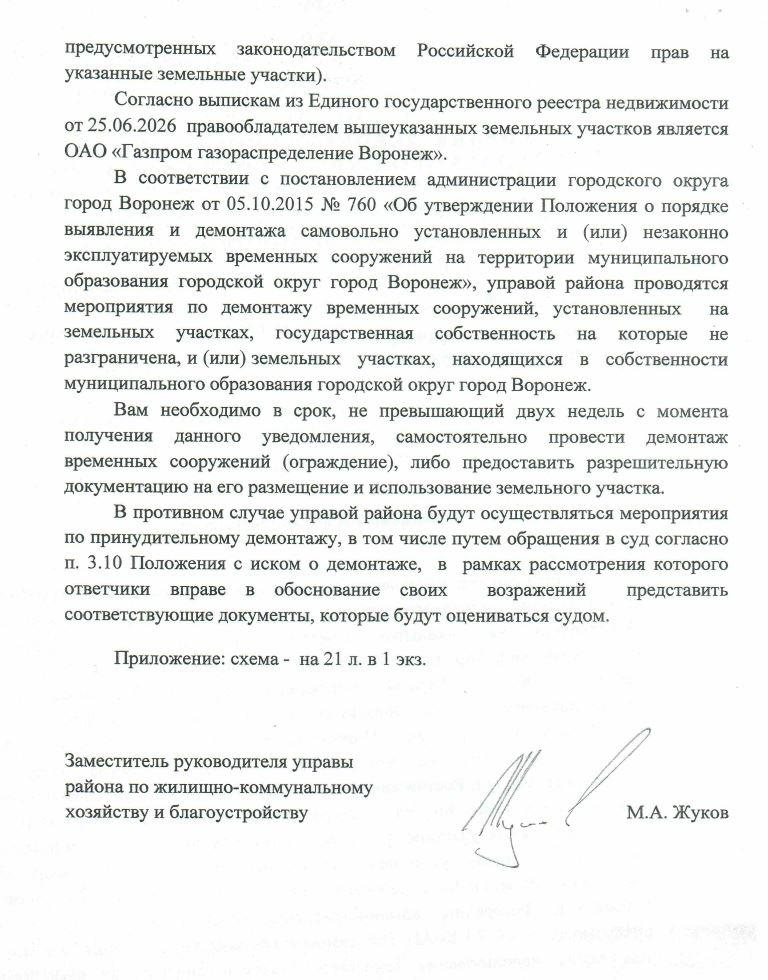 предусмотренных законодательством Российской Федерации прав на
указанные земельные участки).
Согласно выпискам из Единого государственного реестра недвижимости
от 25.06.2026 правообладателем вышеуказанных земельных участков является
ОАО «Газпром газораспределение Воронеж».
В соответствии с постановлением администрации городского округа
город Воронеж от 05.10.2015 № 760 «Об утверждении Положения о порядке
выявления и демонтажа самовольно установленных и (или) незаконно
эксплуатируемых временных сооружений на территории муниципального
образования городской округ город Воронеж», управой района проводятся
мероприятия по демонтажу временных сооружений, установленных на
земельных участках, государственная собственность на которые не
разграничена, и (или) земельных участках, находящихся в собственности
муниципального образования городской округ город Воронеж.
Вам необходимо в срок, не превышающий двух недель с момента
получения данного уведомления, самостоятельно провести демонтаж
временных сооружений (ограждение), либо предоставить разрешительную
документацию на его размещение и использование земельного участка.
В противном случае управой района будут осуществляться мероприятия
по принудительному демонтажу, в том числе путем обращения в суд согласно
п. 3.10 Положения с иском о демонтаже, в рамках рассмотрения которого
ответчики вправе в обоснование своих возражений представить
соответствующие документы, которые будут оцениваться судом.
Приложение: схема - на 21 л. в 1 экз.
Заместитель руководителя управы
района по жилищно-коммунальному
хозяйству и благоустройству М.А. Жуков